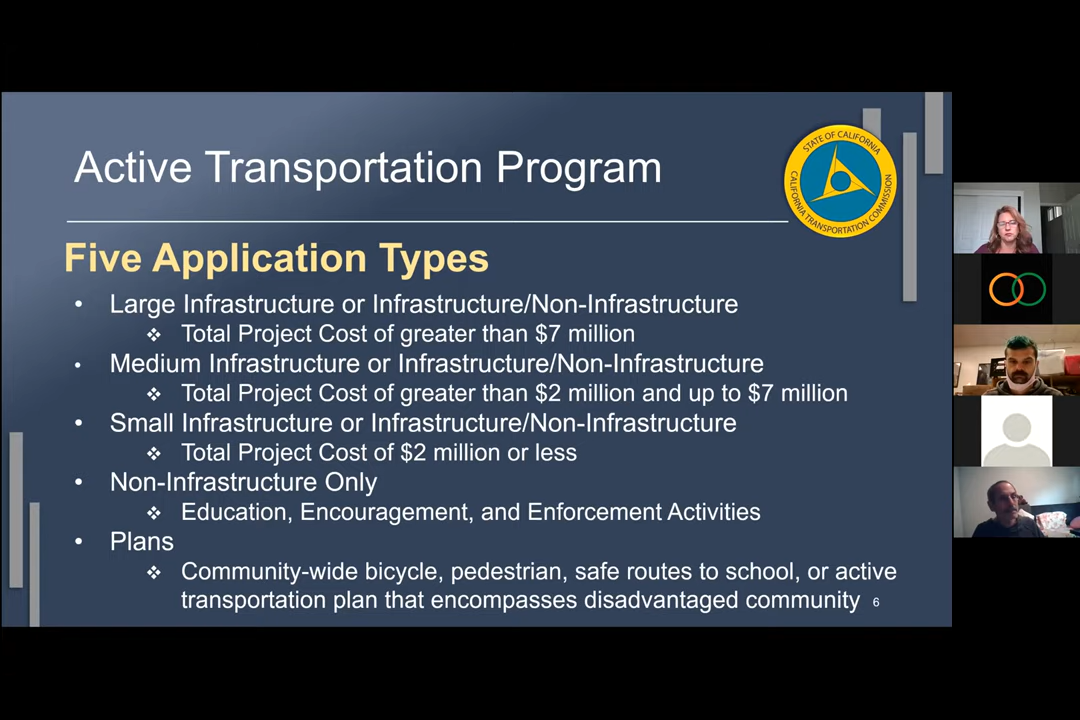 Active Transportation Program
STATE OF CALIFORNIA
CALIFORNIA TRANSPORTATION COMMISSION
Five Application Types
• Large Infrastructure or Infrastructure/Non-Infrastructure
❖ Total Project Cost of greater than $7 million
• Medium Infrastructure or Infrastructure/Non-Infrastructure
❖ Total Project Cost of greater than $2 million and up to $7 million
• Small Infrastructure or Infrastructure/Non-Infrastructure
❖ Total Project Cost of $2 million or less
• Non-Infrastructure Only
❖ Education, Encouragement, and Enforcement Activities
• Plans
❖ Community-wide bicycle, pedestrian, safe routes to school, or active
transportation plan that encompasses disadvantaged community
6